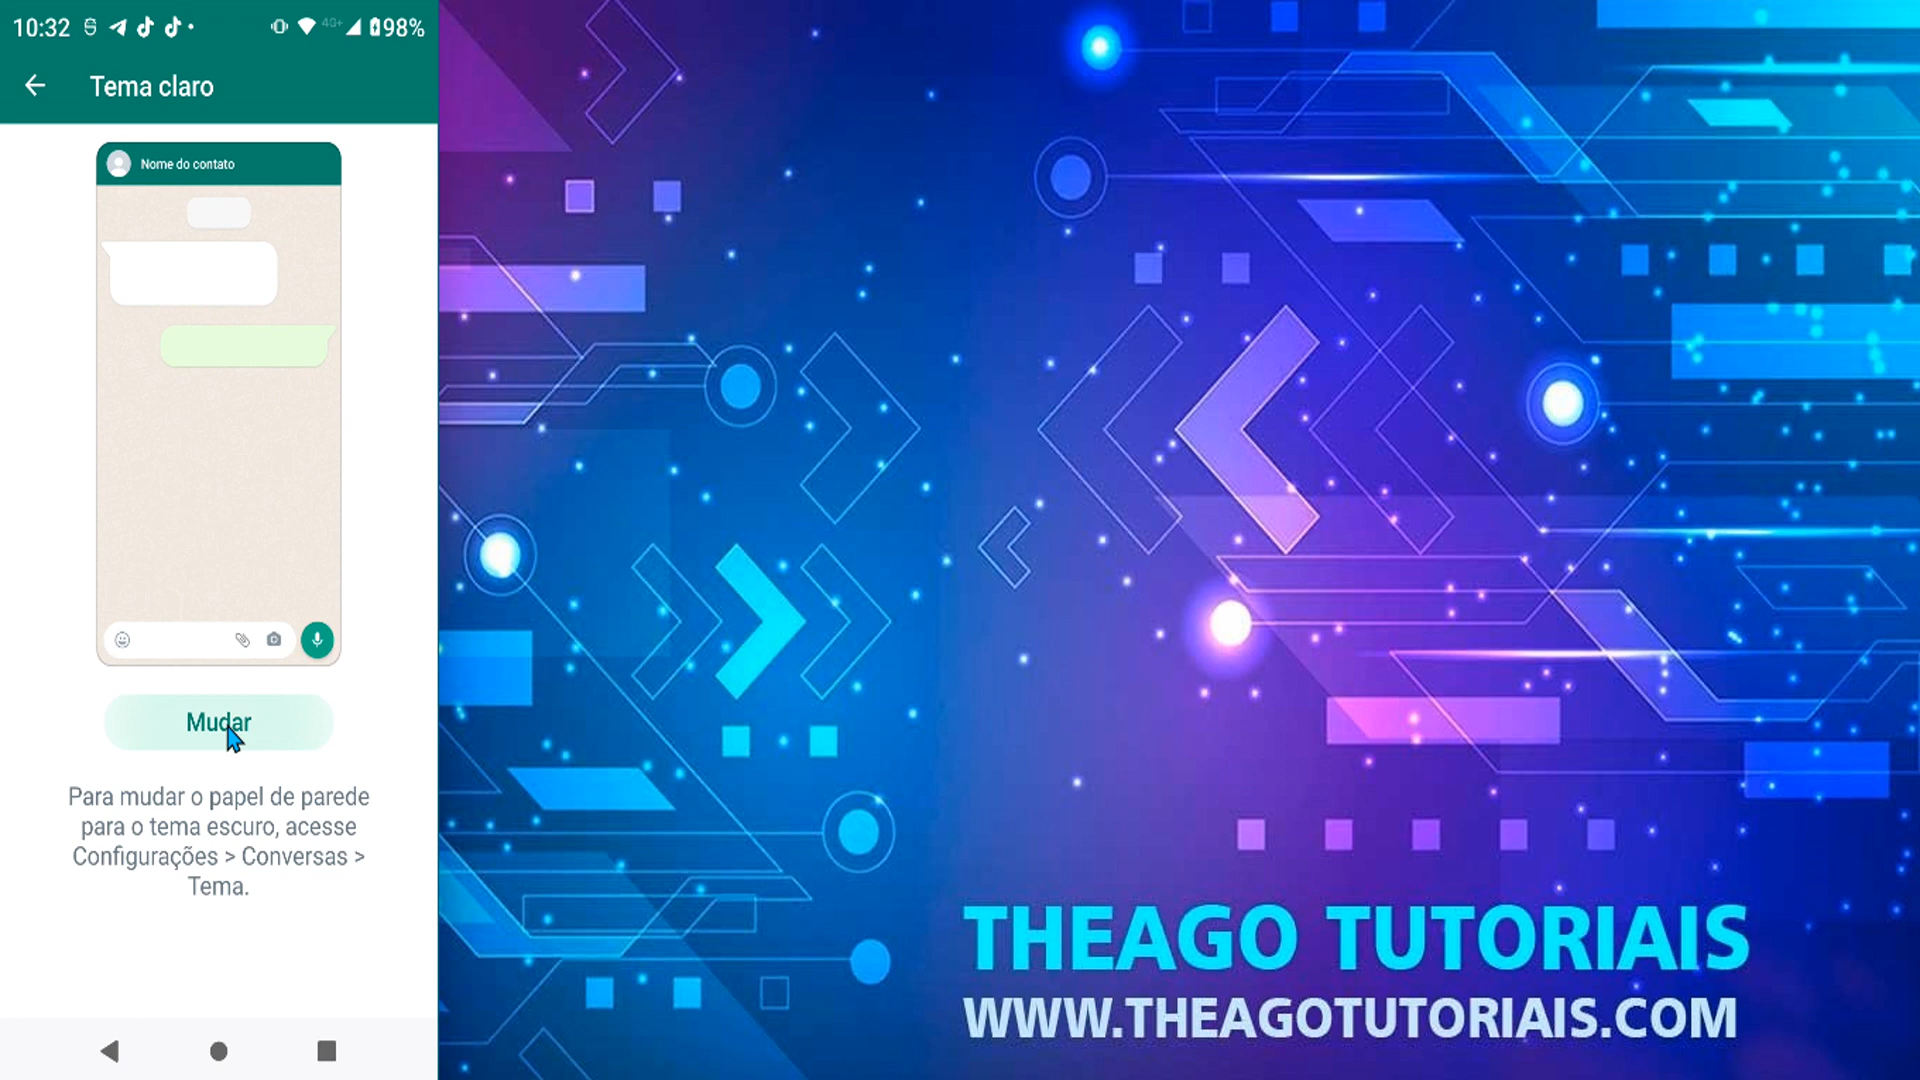 10:32
4G+
98%
Tema claro
Nome do contato
Mudar
Para mudar o papel de parede
para o tema escuro, acesse
Configurações > Conversas >
Tema.
THEAGO TUTORIAIS
WWW.THEAGOTUTORIAIS.COM